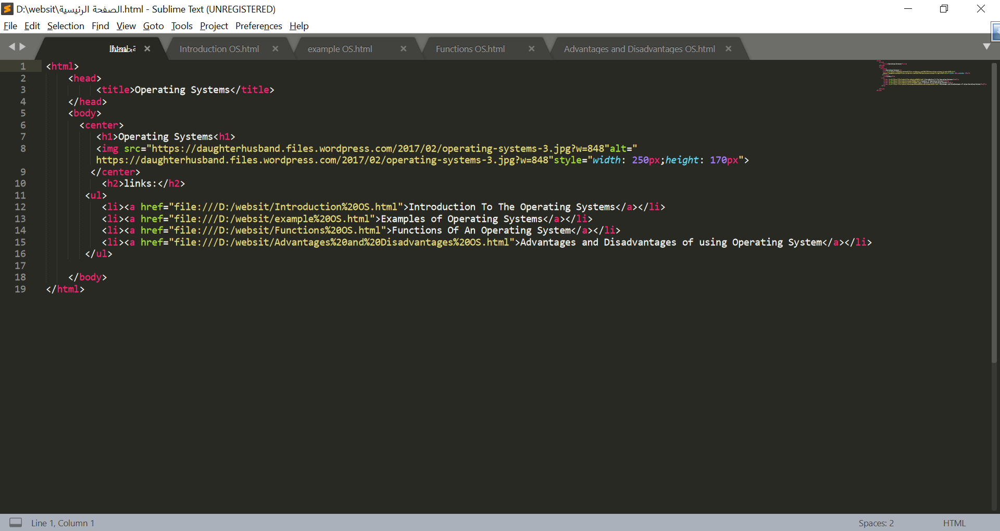 D:\websit\الصفحة الرئيسية.html - Sublime Text (UNREGISTERED)
File Edit Selection Find View Goto Tools Project Preferences Help
Introduction OS.html
example OS.html
Functions OS.html
Advantages and Disadvantages OS.html
1 <html>
2 <head>
3 <title>Operating Systems</title>
4 </head>
5 <body>
6 <center>
7 <h1>Operating Systems<h1>
8 <img src="https://daughterhusband.files.wordpress.com/2017/02/operating-systems-3.jpg?w=848"alt="
https://daughterhusband.files.wordpress.com/2017/02/operating-systems-3.jpg?w=848"style="width: 250px;height: 170px">
9 </center>
10 <h2>links:</h2>
11 <ul>
12 <li><a href="file:///D:/websit/Introduction%20OS.html">Introduction To The Operating Systems</a></li>
13 <li><a href="file:///D:/websit/example%20OS.html">Examples of Operating Systems</a></li>
14 <li><a href="file:///D:/websit/Functions%20OS.html">Functions Of An Operating System</a></li>
15 <li><a href="file:///D:/websit/Advantages%20and%20Disadvantages%20OS.html">Advantages and Disadvantages of using Operating System</a></li>
16 </ul>
17
18 </body>
19 </html>
Line 1, Column 1
Spaces: 2
HTML